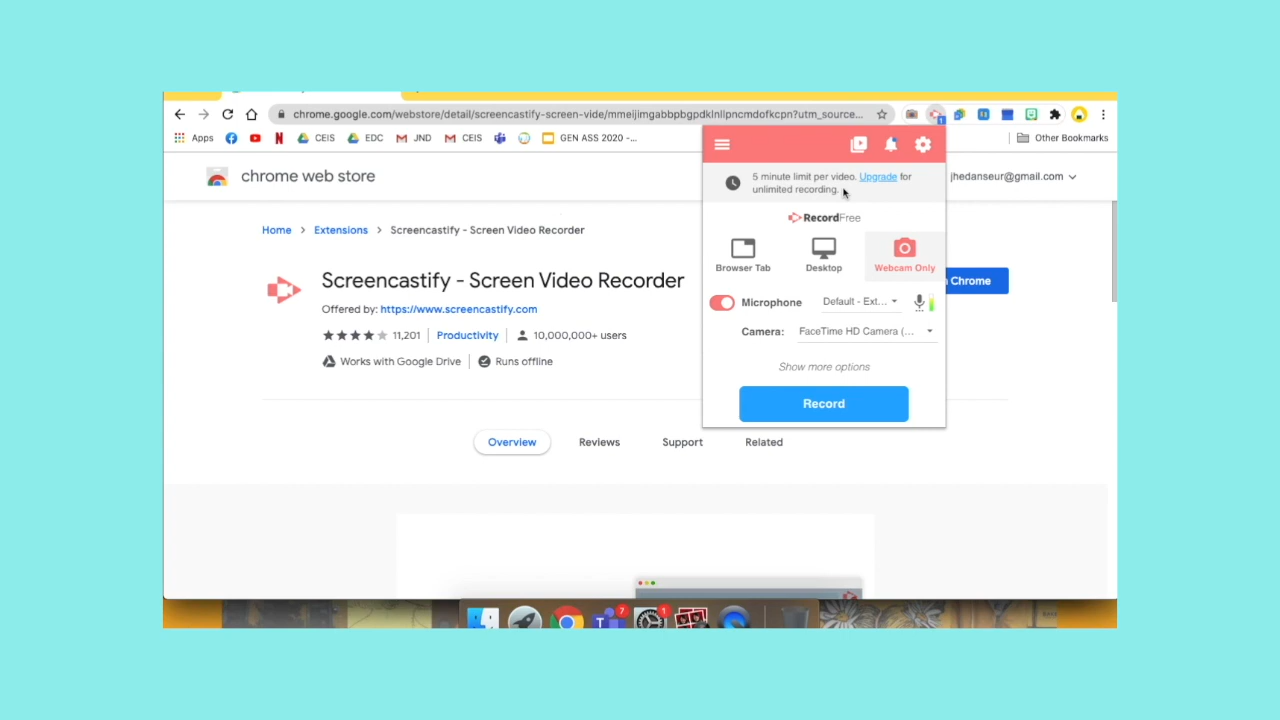 chrome.google.com/webstore/detail/screencastify-screen-vide/mmeijimgabbpbgpdklnllpncmdofkcpn?utm_source...
1
Apps
CEIS
EDC
JND
CEIS
GEN ASS 2020 -...
Other Bookmarks
chrome web store
jhedanseur@gmail.com
5 minute limit per video. Upgrade for
unlimited recording.
RecordFree
Home > Extensions > Screencastify - Screen Video Recorder
Browser Tab
Desktop
Webcam Only
Screencastify - Screen Video Recorder
Chrome
Offered by: https://www.screencastify.com
Microphone
Default - Ext...
11,201
Productivity
10,000,000+ users
Camera:
FaceTime HD Camera (...
Works with Google Drive
Runs offline
Show more options
Record
Overview
Reviews
Support
Related
7
1